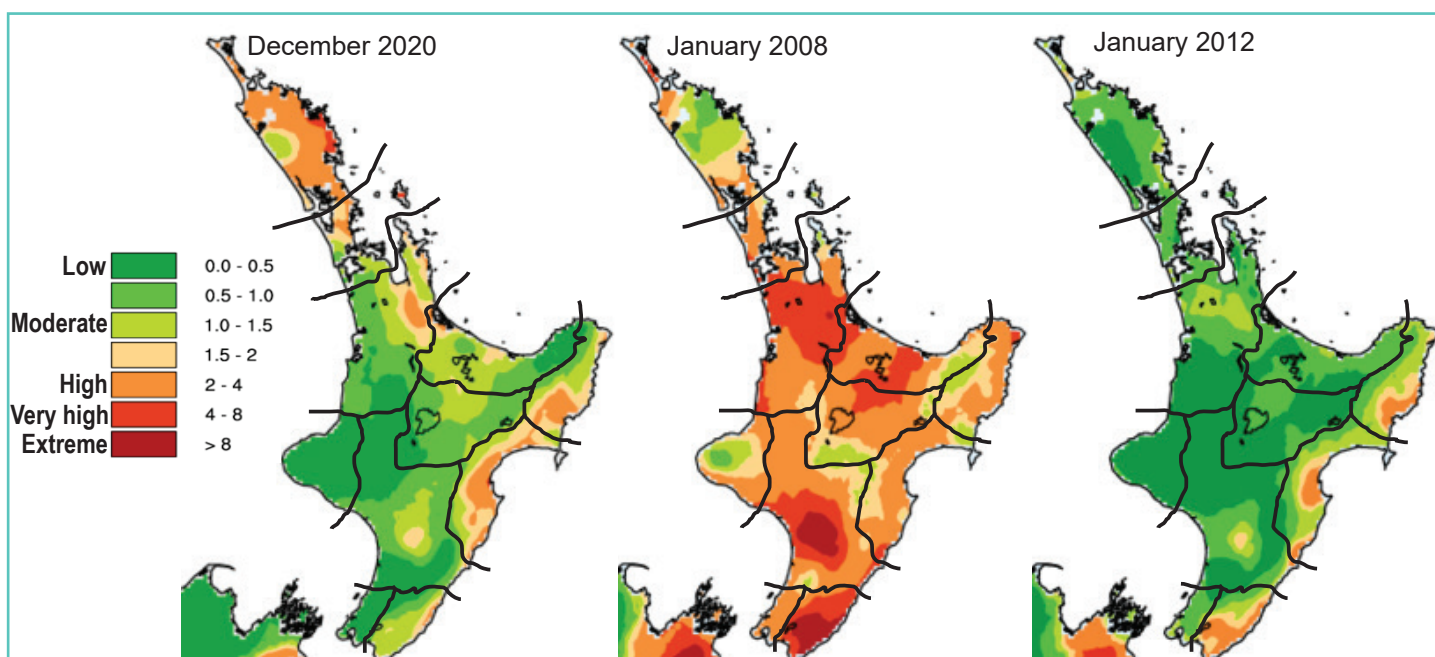 December 2020
January 2008
January 2012
Low 0.0 - 0.5
0.5 - 1.0
Moderate 1.0 - 1.5
1.5 - 2
High 2 - 4
Very high 4 - 8
Extreme > 8